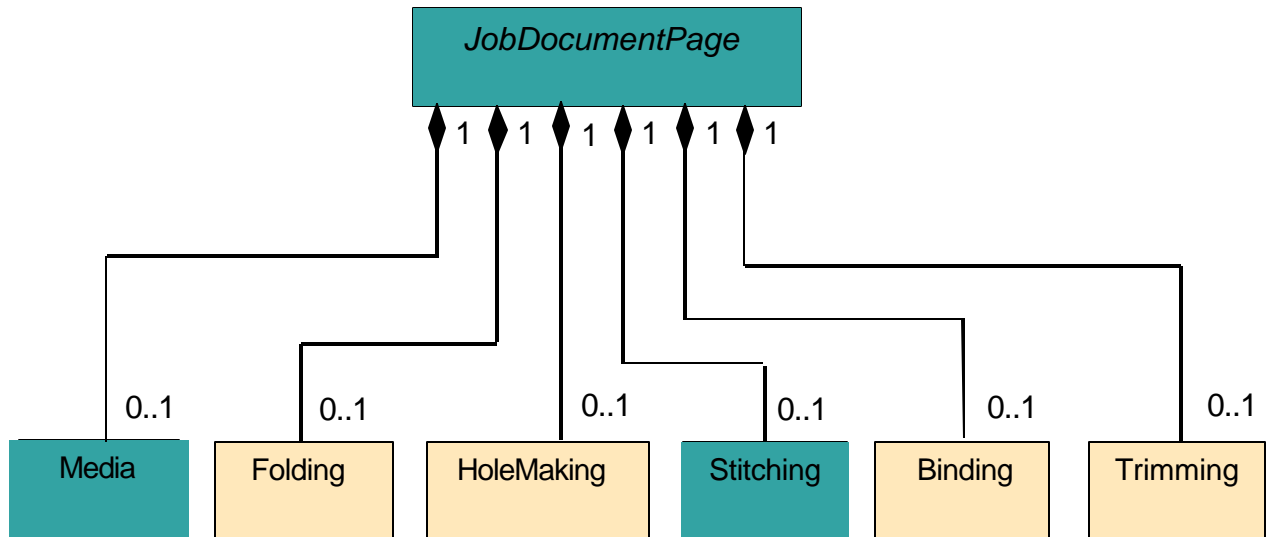 JobDocumentPage
1 1 1 1 1 1
0..1 0..1 0..1 0..1 0..1 0..1
Media Folding HoleMaking Stitching Binding Trimming